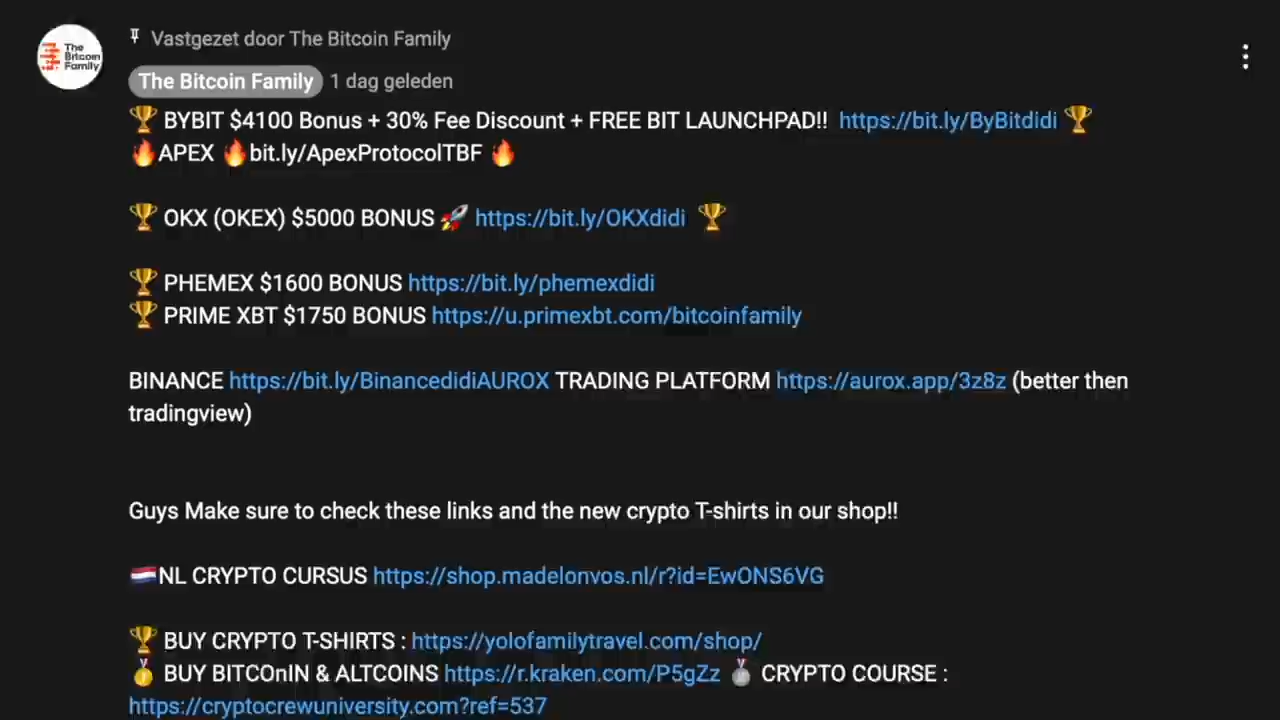 The Bitcoin Family
Vastgezet door The Bitcoin Family
The Bitcoin Family 1 dag geleden
🏆 BYBIT $4100 Bonus + 30% Fee Discount + FREE BIT LAUNCHPAD!! https://bit.ly/ByBitdidi 🏆
🔥APEX 🔥bit.ly/ApexProtocolTBF 🔥
🏆 OKX (OKEX) $5000 BONUS 🚀 https://bit.ly/OKXdidi 🏆
🏆 PHEMEX $1600 BONUS https://bit.ly/phemexdidi
🏆 PRIME XBT $1750 BONUS https://u.primexbt.com/bitcoinfamily
BINANCE https://bit.ly/BinancedidiAUROX TRADING PLATFORM https://aurox.app/3z8z (better then
tradingview)
Guys Make sure to check these links and the new crypto T-shirts in our shop!!
🇳🇱NL CRYPTO CURSUS https://shop.madelonvos.nl/r?id=EwONS6VG
🏆 BUY CRYPTO T-SHIRTS : https://yolofamilytravel.com/shop/
🥇 BUY BITCOnIN & ALTCOINS https://r.kraken.com/P5gZz 🥈 CRYPTO COURSE :
https://cryptocrewuniversity.com?ref=537